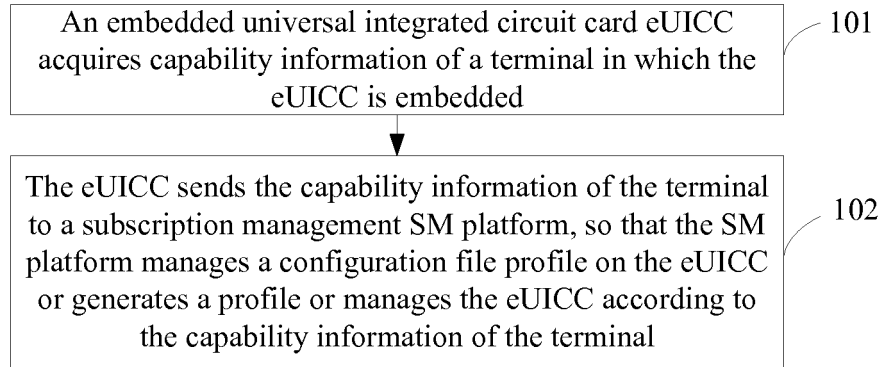 An embedded universal integrated circuit card eUICC
acquires capability information of a terminal in which the
eUICC is embedded
101
The eUICC sends the capability information of the terminal
to a subscription management SM platform, so that the SM
platform manages a configuration file profile on the eUICC
or generates a profile or manages the eUICC according to
the capability information of the terminal
102